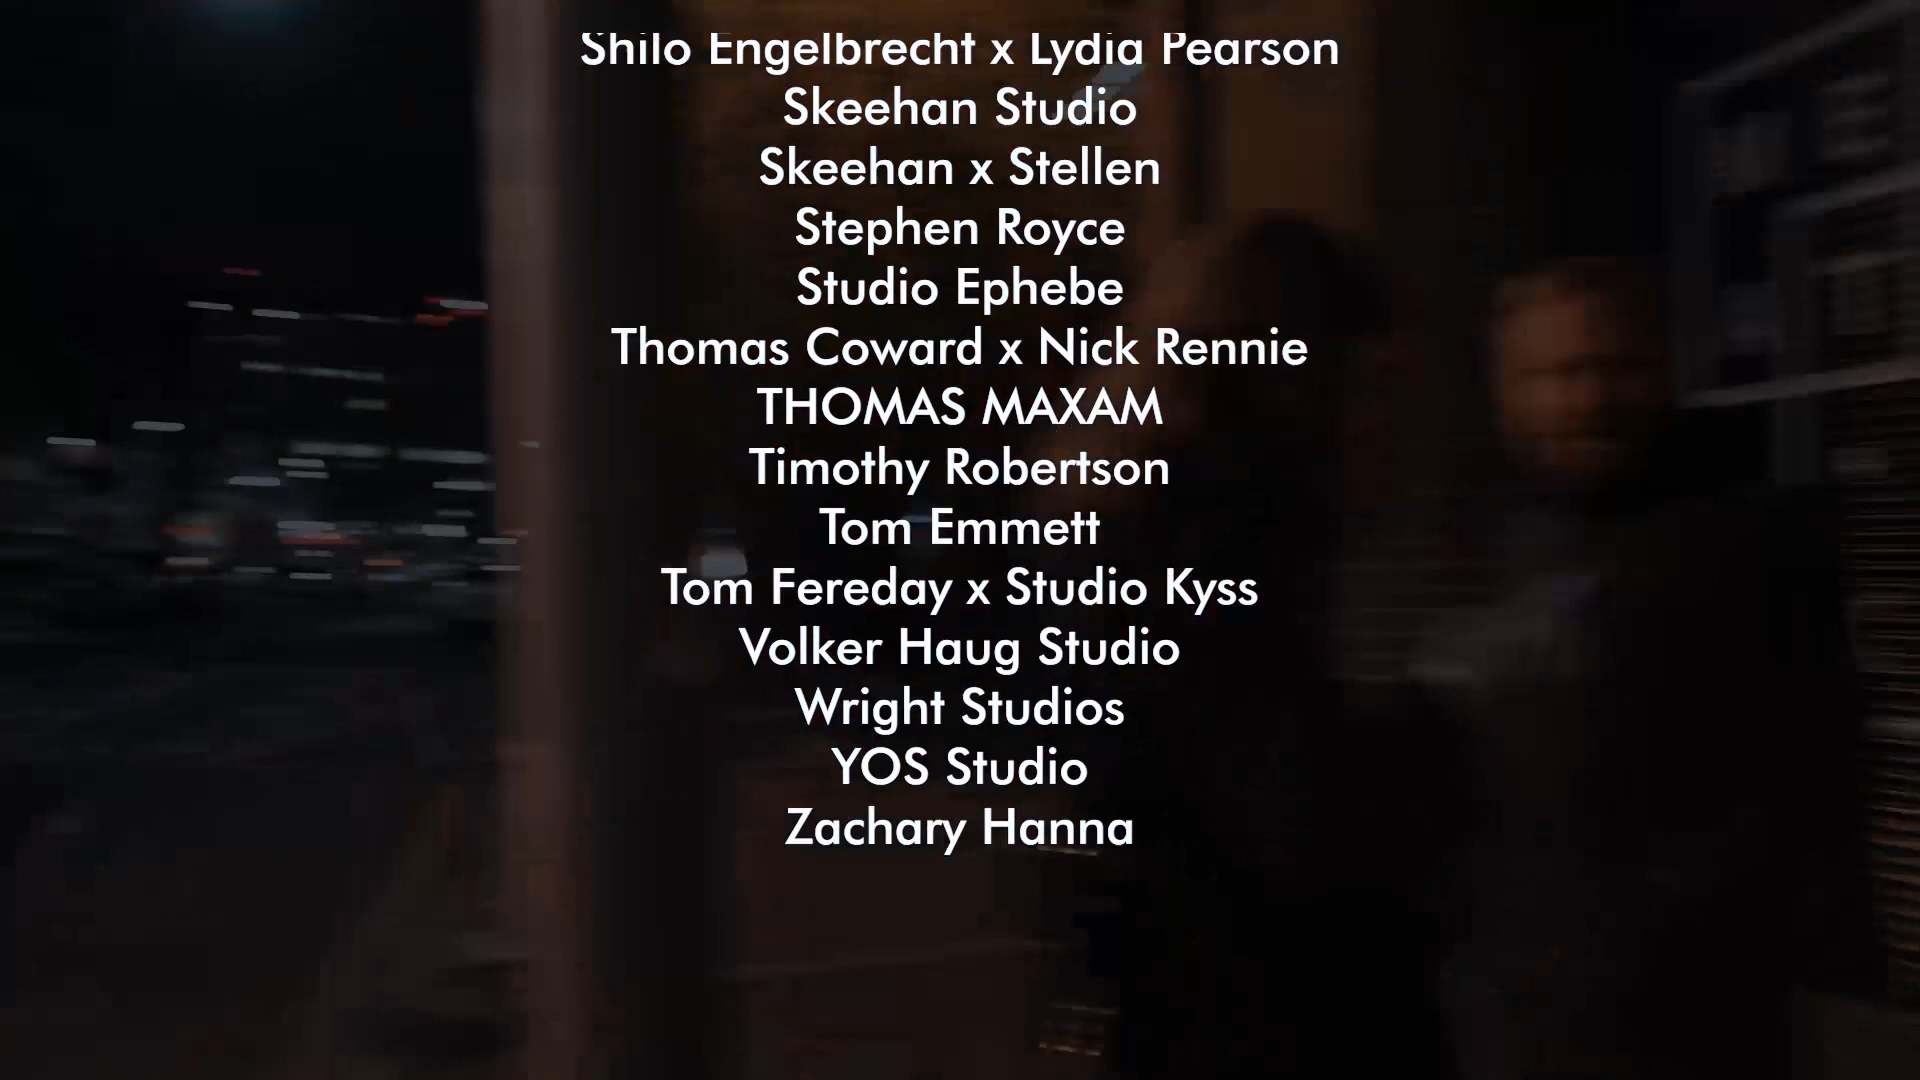 Shilo Engelbrecht x Lydia Pearson
Skeehan Studio
Skeehan x Stellen
Stephen Royce
Studio Ephebe
Thomas Coward x Nick Rennie
THOMAS MAXAM
Timothy Robertson
Tom Emmett
Tom Fereday x Studio Kyss
Volker Haug Studio
Wright Studios
YOS Studio
Zachary Hanna